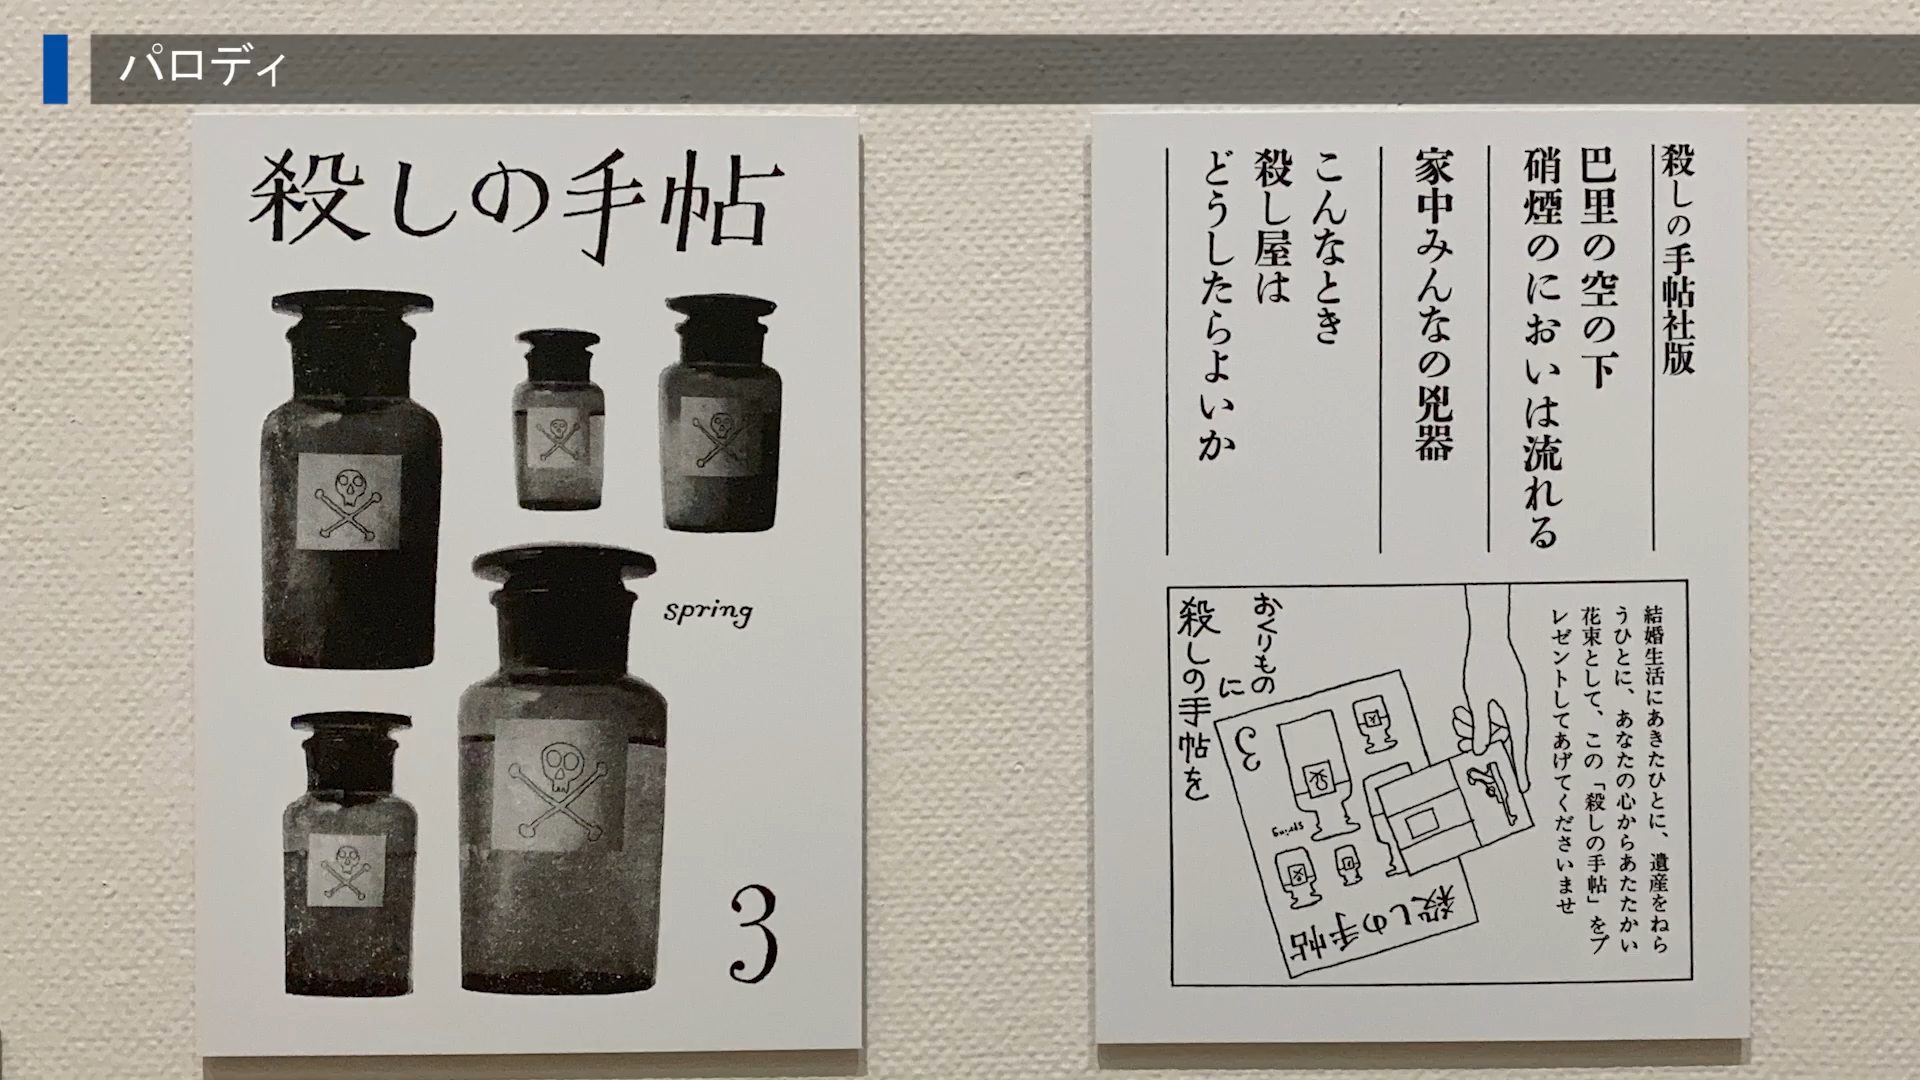 パロディ
殺しの手帖
spring
3
殺しの手帖社版
巴里の空の下
硝煙のにおいは流れる
家中みんなの兇器
こんなとき
殺し屋は
どうしたらよいか
結婚生活にあきたひとに、遺産をねら
うひとに、あなたの心からあたたかい
花束として、この「殺しの手帖」をプ
レゼントしてあげてくださいませ
おくりもの
に
殺しの手帖を
3
spring
殺しの手帖